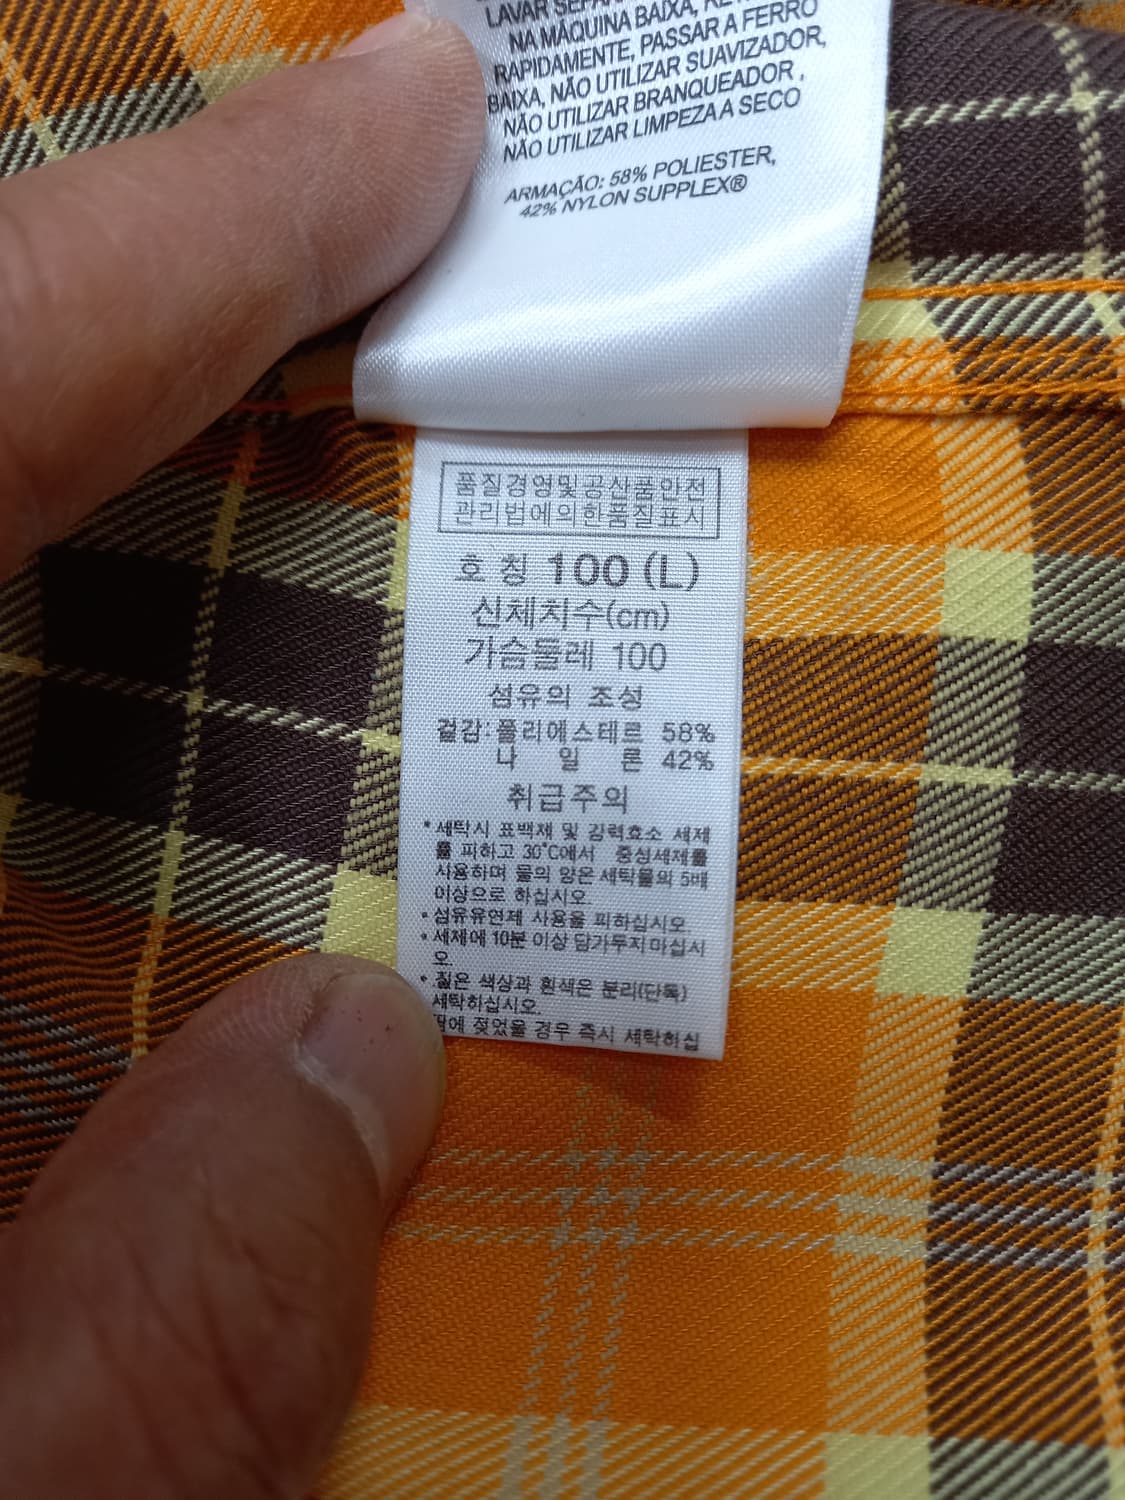 LAVAR
NA MÁQUINA BAIXA,
RAPIDAMENTE, PASSAR A FERRO
BAIXA, NÃO UTILIZAR SUAVIZADOR,
NÃO UTILIZAR BRANQUEADOR ,
NÃO UTILIZAR LIMPEZA A SECO
ARMAÇÃO: 58% POLIESTER,
42% NYLON SUPPLEX®
품질경영및공산품안전
관리법에의한품질표시
호 칭 100 (L)
신체치수(cm)
가슴둘레 100
섬유의 조성
겉감:폴리에스테르 58%
나 일 론 42%
취급주의
*세탁시 표백제 및 강력효소 세제
를 피하고 30°C에서 중성세제를
사용하며 물의 양은 세탁물의 5배
이상으로 하십시오.
*섬유유연제 사용을 피하십시오.
*세제에 10분 이상 담가두지마십시
오.
*짙은 색상과 흰색은 분리(단독)
세탁하십시오.
땀에 젖었을 경우 즉시 세탁하십